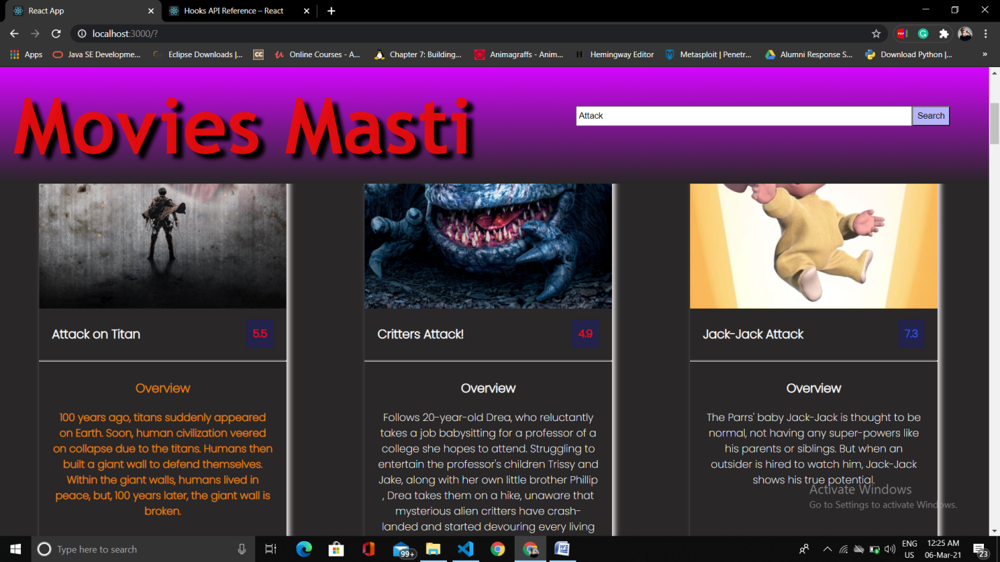 React App
Hooks API Reference – React
localhost:3000/?
Apps
Java SE Developme...
Eclipse Downloads |...
CC
Online Courses - A...
Chapter 7: Building...
Animagraffs - Anim...
H
Hemingway Editor
Metasploit | Penetr...
Alumni Response S...
Download Python |...
»
Movies Masti
Attack
Search
Attack on Titan
5.5
Critters Attack!
4.9
Jack-Jack Attack
7.3
Overview
100 years ago, titans suddenly appeared
on Earth. Soon, human civilization veered
on collapse due to the titans. Humans then
built a giant wall to defend themselves.
Within the giant walls, humans lived in
peace, but, 100 years later, the giant wall is
broken.
Overview
Follows 20-year-old Drea, who reluctantly
takes a job babysitting for a professor of a
college she hopes to attend. Struggling to
entertain the professor's children Trissy and
Jake, along with her own little brother Phillip
, Drea takes them on a hike, unaware that
mysterious alien critters have crash-
landed and started devouring every living
Overview
The Parrs' baby Jack-Jack is thought to be
normal, not having any super-powers like
his parents or siblings. But when an
outsider is hired to watch him, Jack-Jack
shows his true potential.
Activate Windows
Go to Settings to activate Windows.
Type here to search
99+
ENG
US
12:25 AM
06-Mar-21
23